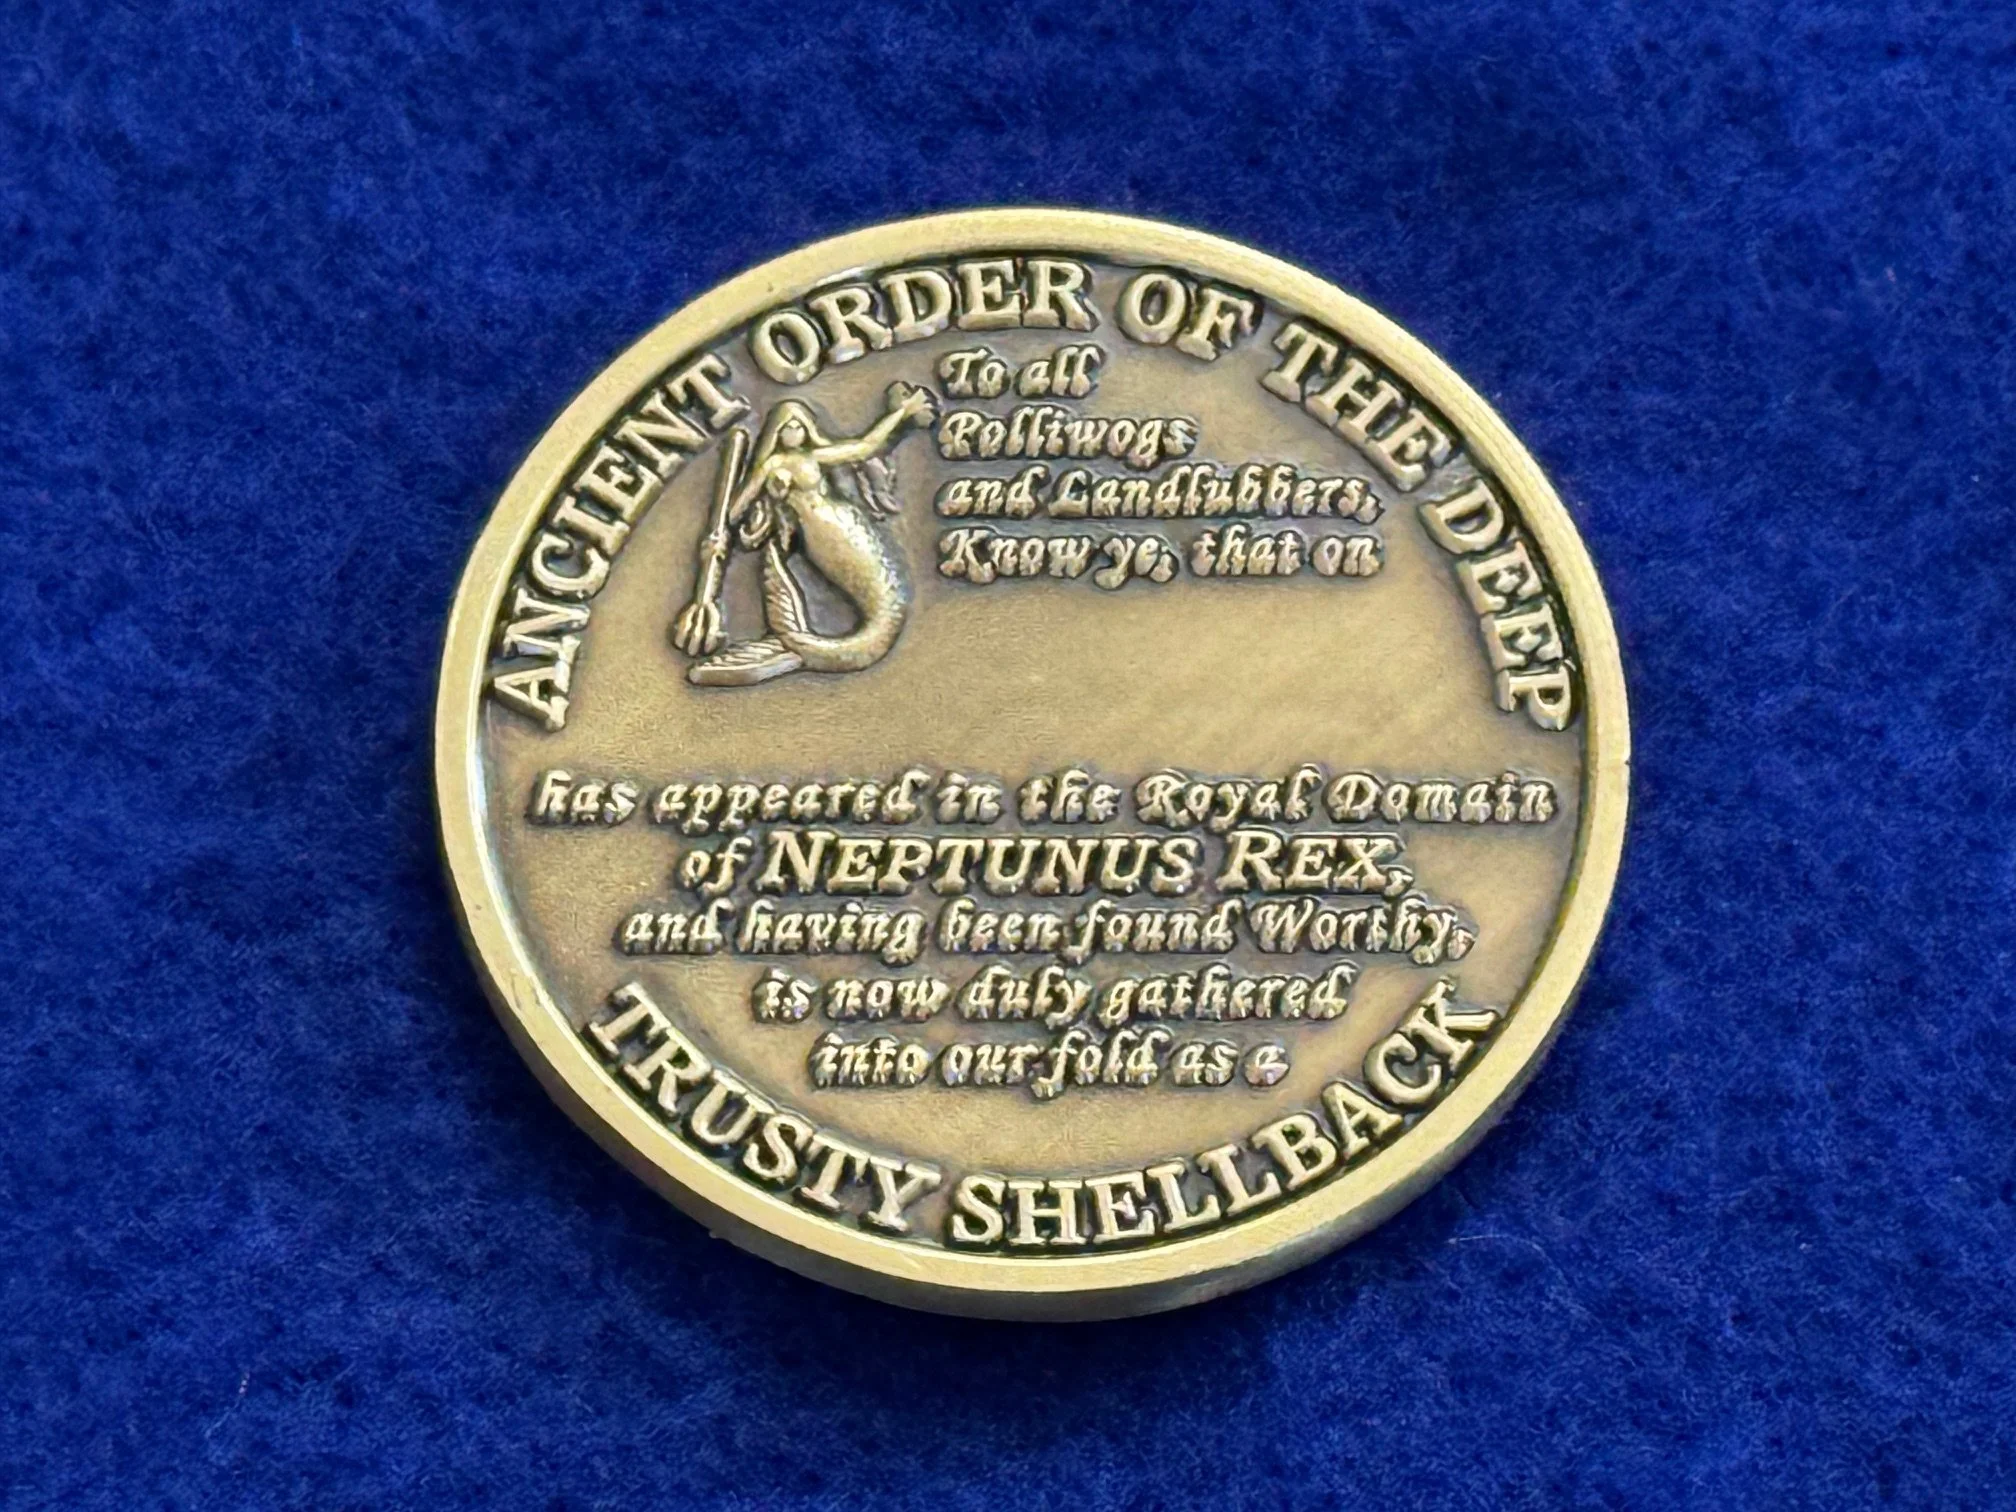 ANCIENT ORDER OF THE DEEP
To all
Polliwogs
and Landlubbers,
Know ye, that on
has appeared in the Royal Domain
of NEPTUNUS REX,
and having been found Worthy,
is now duly gathered
into our fold as a
TRUSTY SHELLBACK